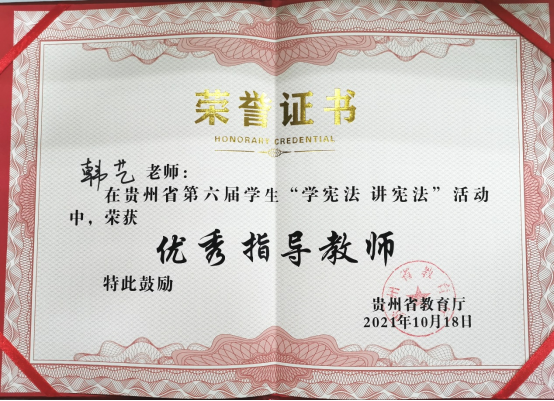 荣誉证书
HONORARY CREDENTIAL
韩艺老师：
在贵州省第六届学生“学宪法 讲宪法”活动
中，荣获
优秀指导教师
特此鼓励
贵州省教育厅
2021年10月18日